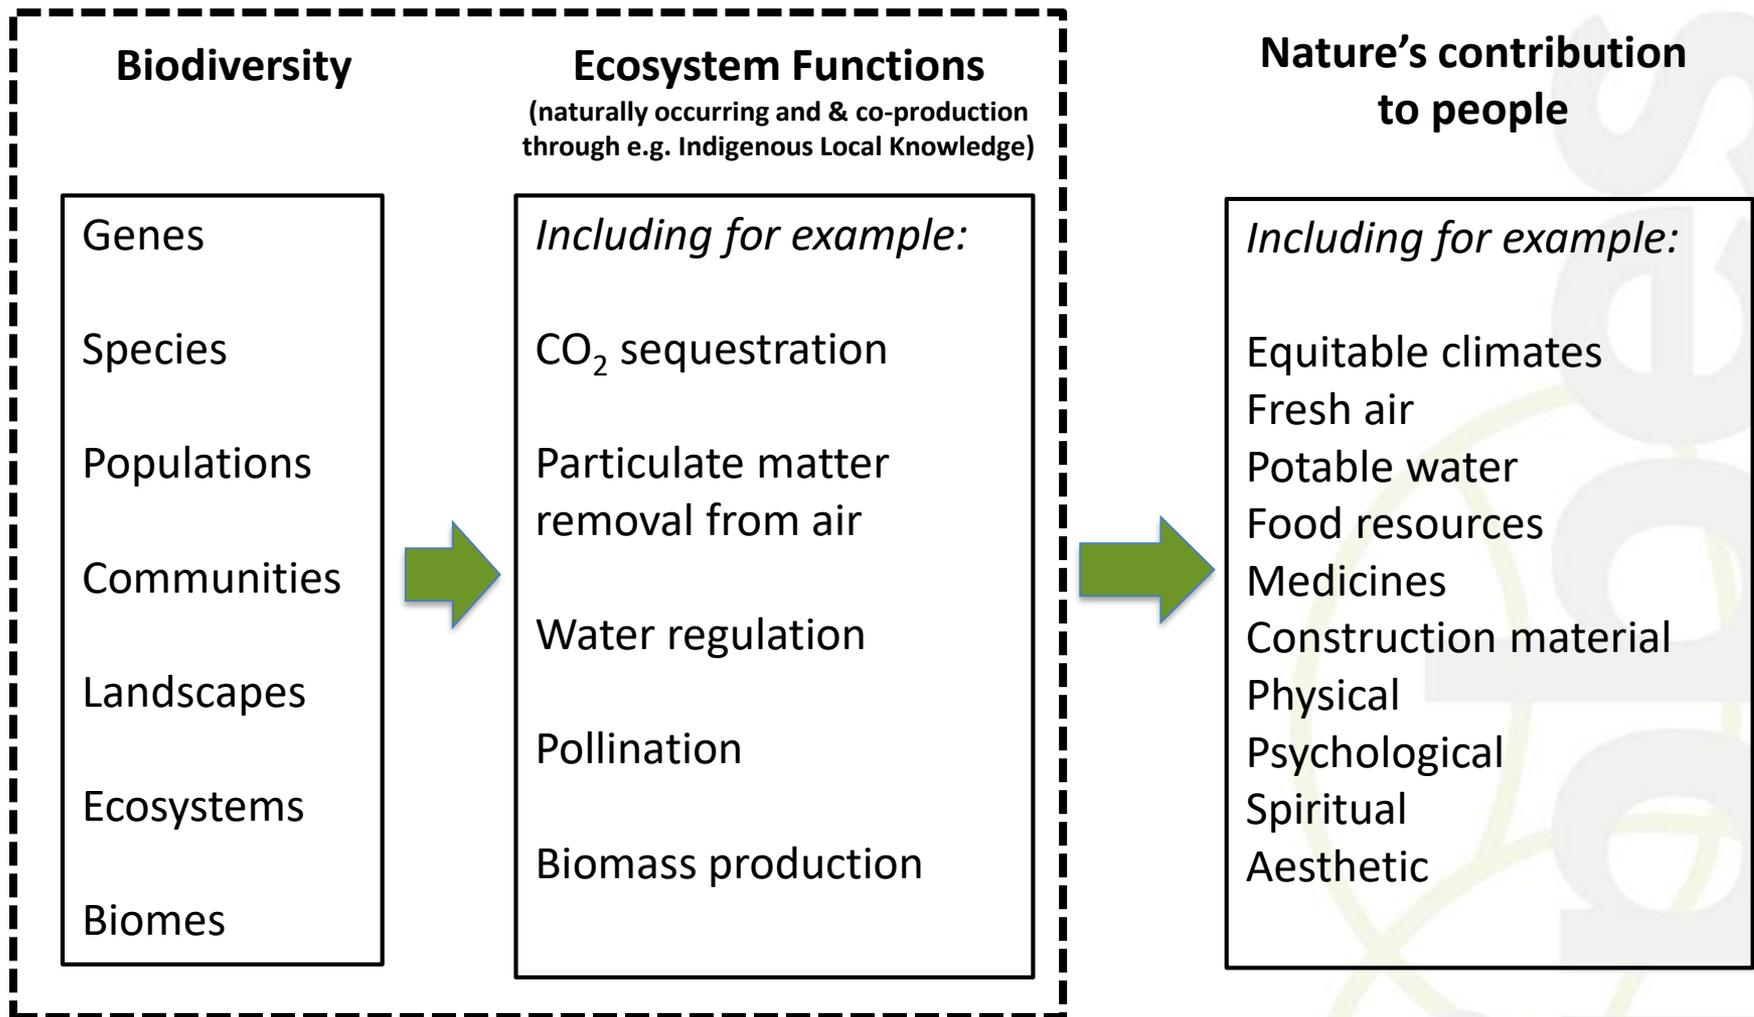 Biodiversity
Genes
Species
Populations
Communities
Landscapes
Ecosystems
Biomes
Ecosystem Functions
(naturally occurring and & co-production
through e.g. Indigenous Local Knowledge)
Including for example:
CO₂ sequestration
Particulate matter
removal from air
Water regulation
Pollination
Biomass production
Nature’s contribution
to people
Including for example:
Equitable climates
Fresh air
Potable water
Food resources
Medicines
Construction material
Physical
Psychological
Spiritual
Aesthetic